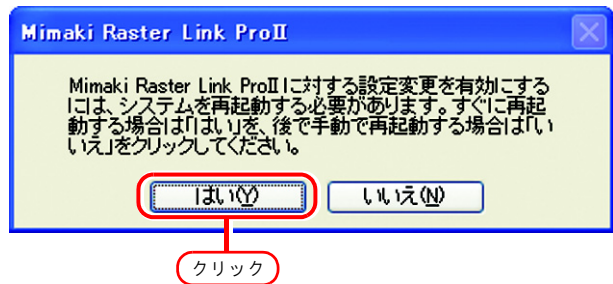 Mimaki Raster Link ProⅡ
Mimaki Raster Link ProⅡに対する設定変更を有効にする
には、システムを再起動する必要があります。すぐに再起
動する場合は「はい」を、後で手動で再起動する場合は「い
いえ」をクリックしてください。
はい(Y) いいえ(N)
クリック